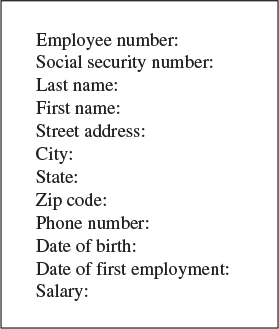 Employee number:
Social security number:
Last name:
First name:
Street address:
City:
State:
Zip code:
Phone number:
Date of birth:
Date of first employment:
Salary: